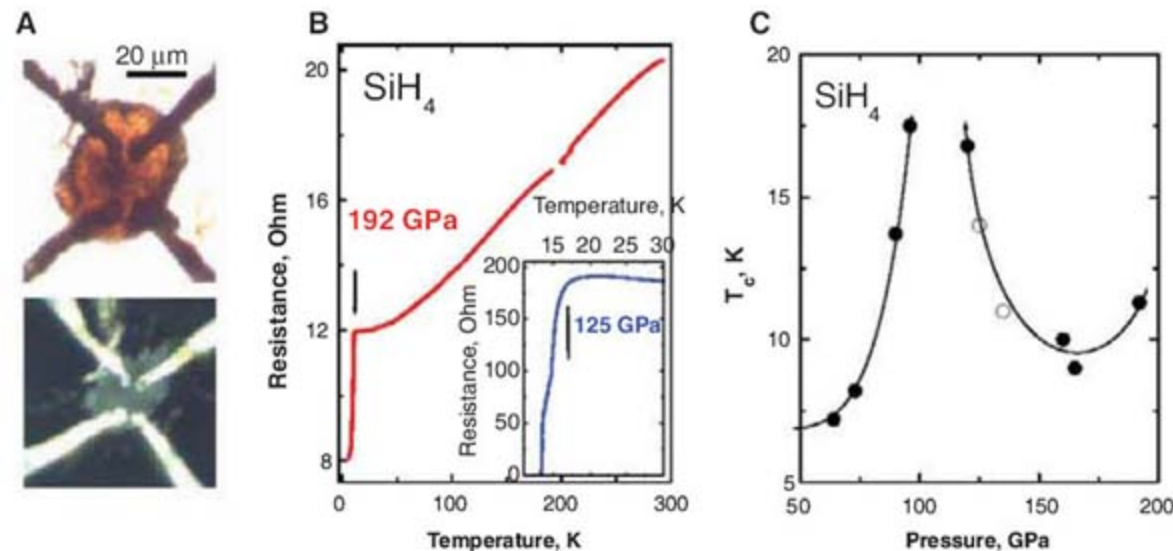 A
20 μm
B
SiH4
192 GPa
Resistance, Ohm
20
16
12
8
0
100
200
300
Temperature, K
Temperature, K
15 20 25 30
200
150
100
50
0
Resistance, Ohm
125 GPa
C
SiH4
Tc, K
20
15
10
5
50
100
150
200
Pressure, GPa